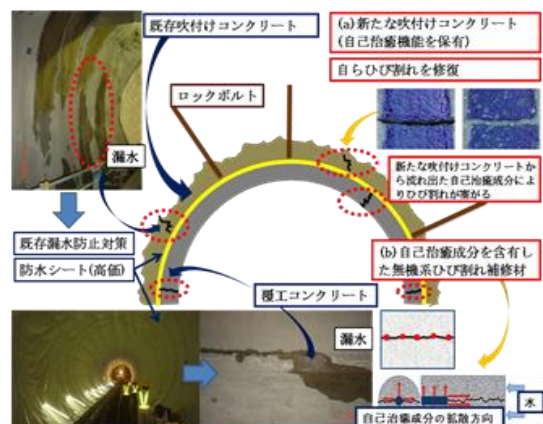 既存吹付けコンクリート
(a)新たな吹付けコンクリート
(自己治癒機能を保有)
自らひび割れを修復
ロックボルト
漏水
新たな吹付けコンクリートから
流れ出た自己治癒成分により
ひび割れが塞がる
既存漏水防止対策
防水シート(高価)
(b)自己治癒成分を含有し
た無機系ひび割れ補修材
覆工コンクリート
漏水
水
自己治癒成分の拡散方向